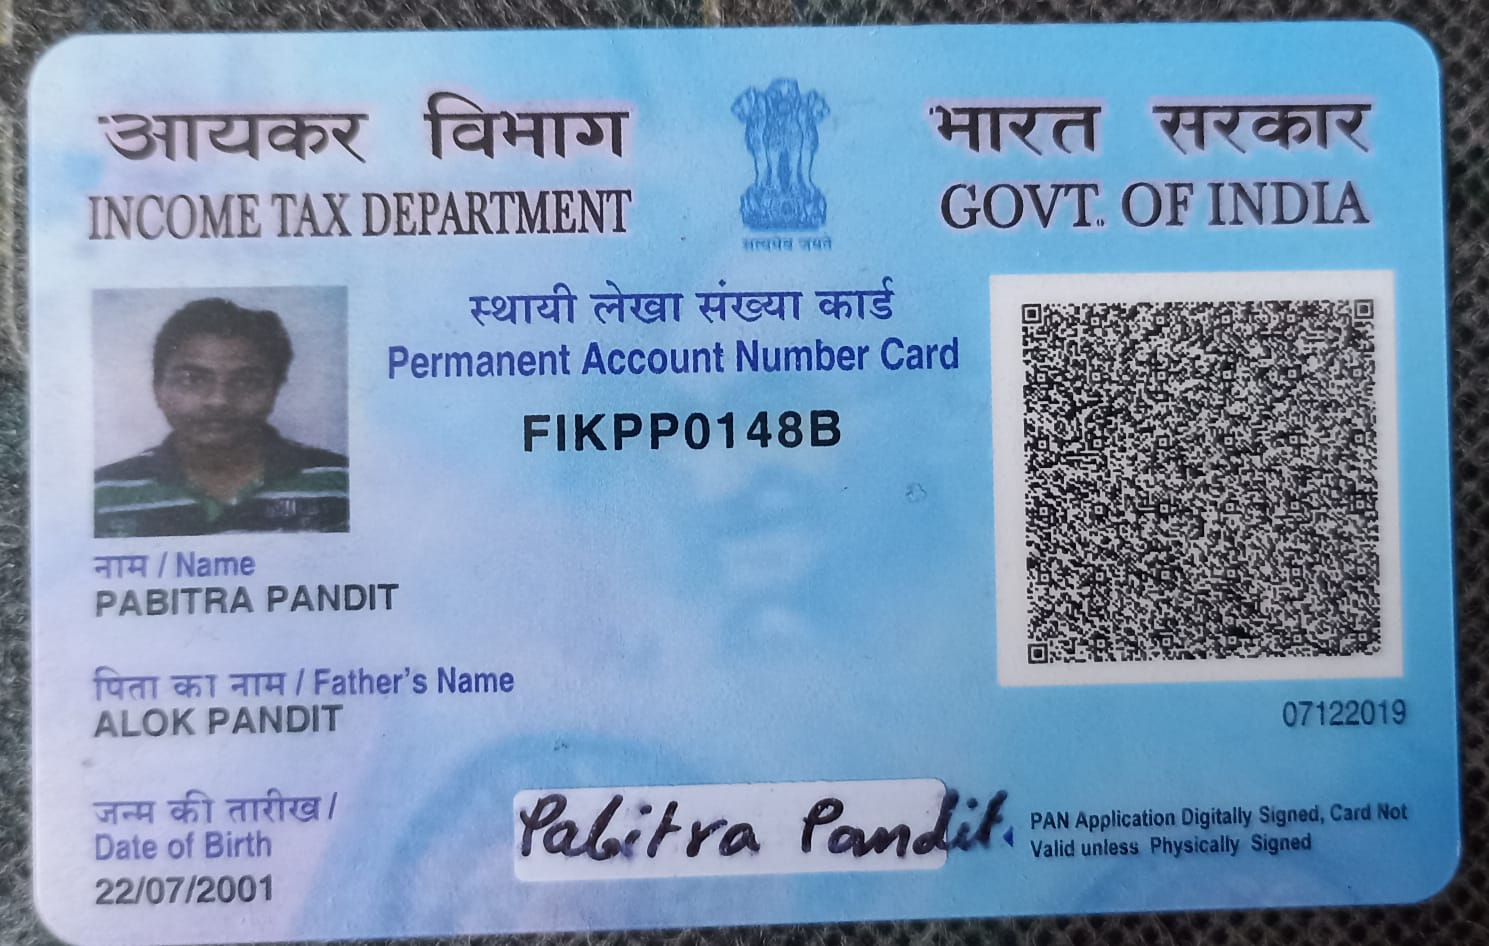 आयकर विभाग
INCOME TAX DEPARTMENT
सत्यमेव जयते
भारत सरकार
GOVT. OF INDIA
स्थायी लेखा संख्या कार्ड
Permanent Account Number Card
FIKPP0148B
नाम / Name
PABITRA PANDIT
पिता का नाम / Father's Name
ALOK PANDIT
07122019
जन्म की तारीख /
Date of Birth
22/07/2001
Pabitra Pandit.
PAN Application Digitally Signed, Card Not
Valid unless Physically Signed